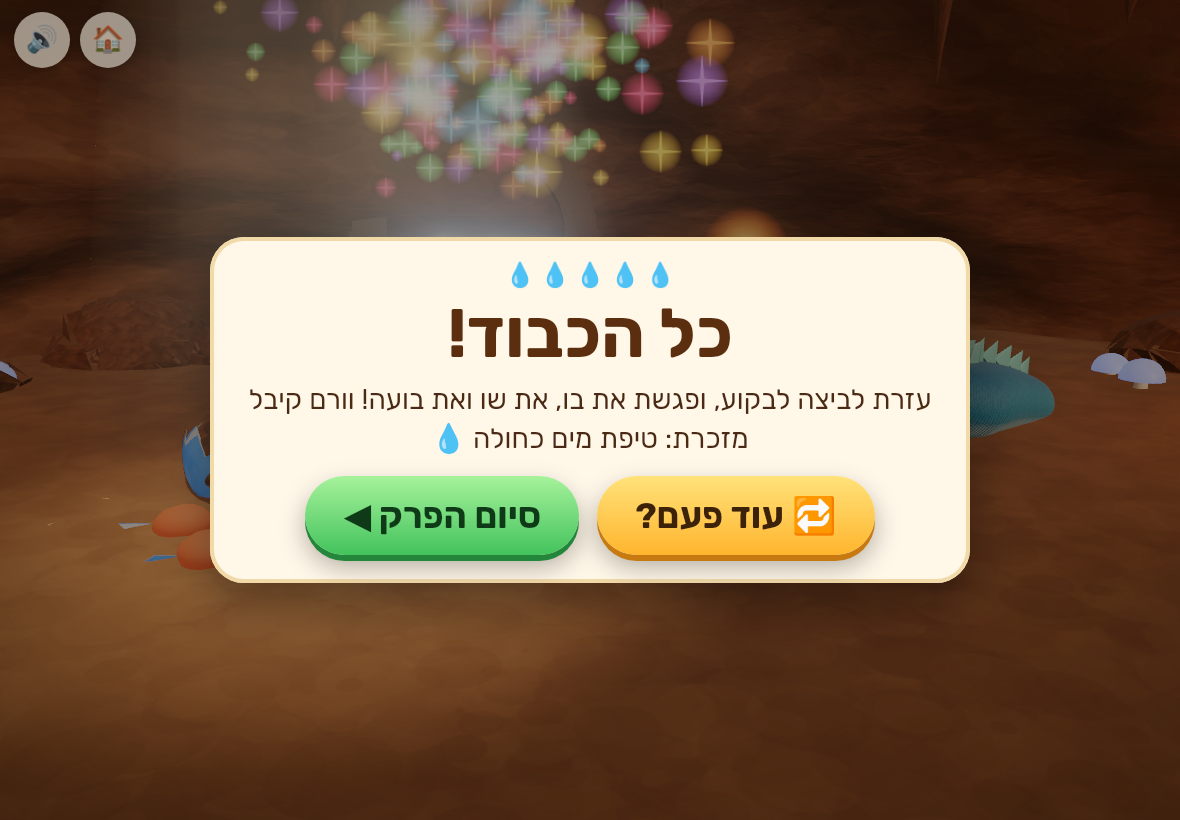 כל הכבוד!
עזרת לביצה לבקוע, ופגשת את בו, את שו ואת בועה! וורם קיבל
מזכרת: טיפת מים כחולה 💧
🔁 עוד פעם?
סיום הפרק ◀